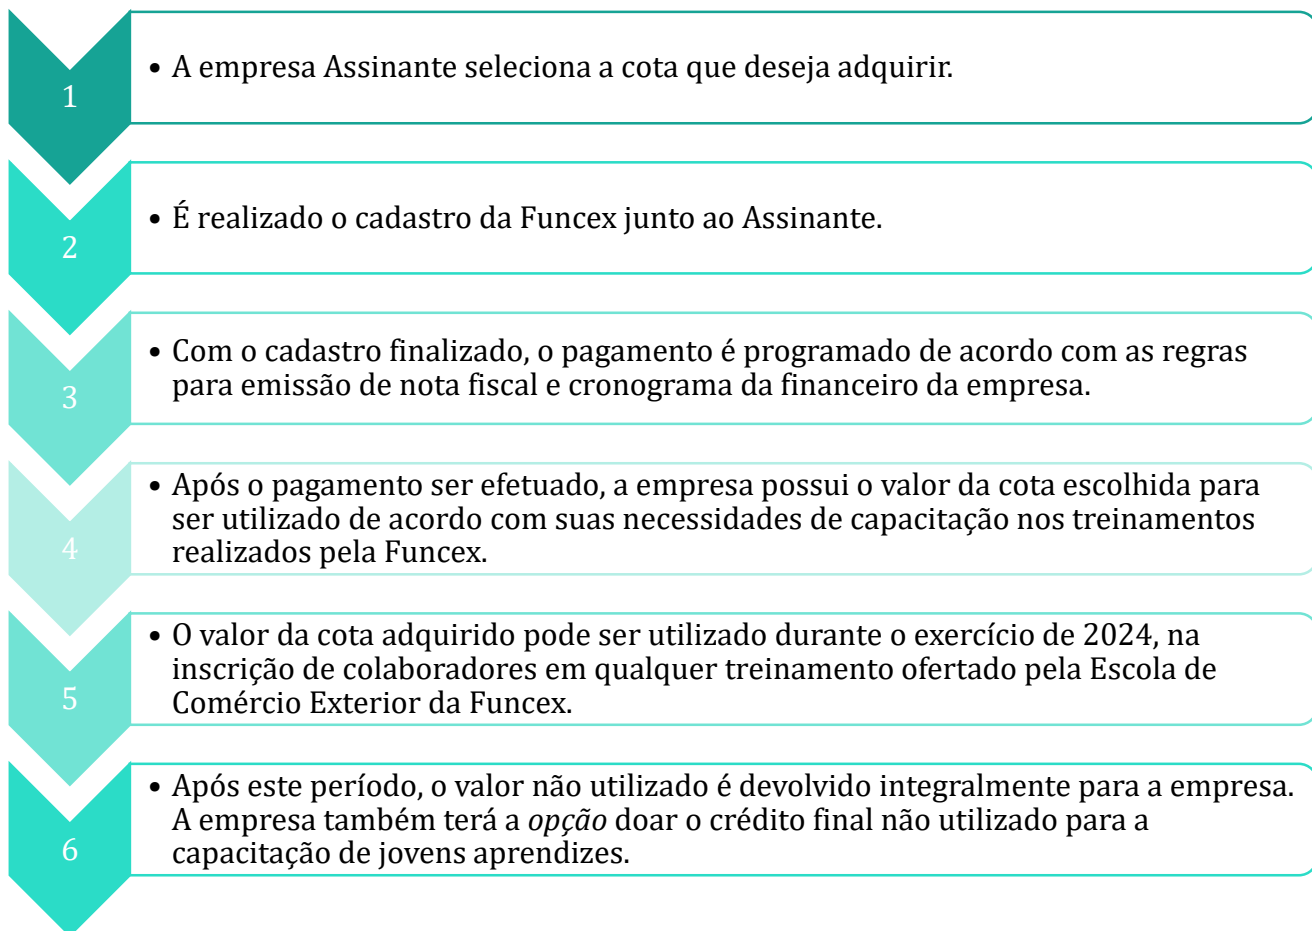 1
• A empresa Assinante seleciona a cota que deseja adquirir.
2
• É realizado o cadastro da Funcex junto ao Assinante.
3
• Com o cadastro finalizado, o pagamento é programado de acordo com as regras
para emissão de nota fiscal e cronograma da financeiro da empresa.
4
• Após o pagamento ser efetuado, a empresa possui o valor da cota escolhida para
ser utilizado de acordo com suas necessidades de capacitação nos treinamentos
realizados pela Funcex.
5
• O valor da cota adquirido pode ser utilizado durante o exercício de 2024, na
inscrição de colaboradores em qualquer treinamento ofertado pela Escola de
Comércio Exterior da Funcex.
6
• Após este período, o valor não utilizado é devolvido integralmente para a empresa.
A empresa também terá a opção doar o crédito final não utilizado para a
capacitação de jovens aprendizes.